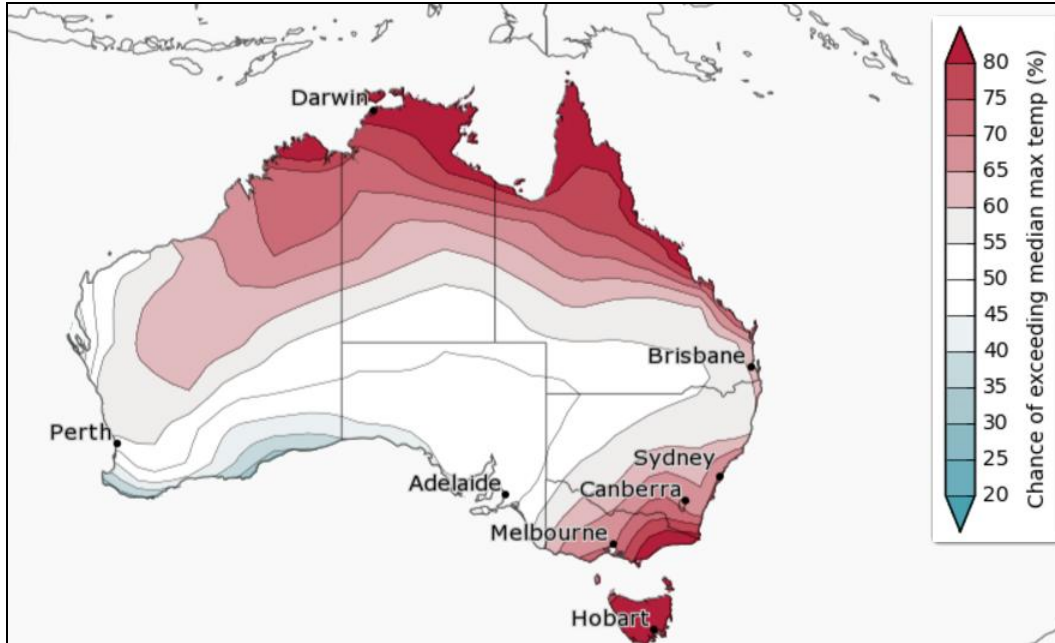 Darwin
Brisbane
Perth
Sydney
Adelaide
Canberra
Melbourne
Hobart
80
75
70
65
60
55
50
45
40
35
30
25
20
Chance of exceeding median max temp (%)